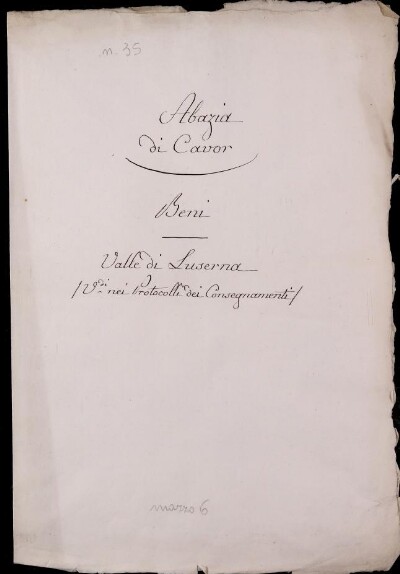 n. 35
Abazia
di Cavor
Beni
Valle di Luserna
/V.di nei Protocolli dei Consegnamenti/
mazzo 6